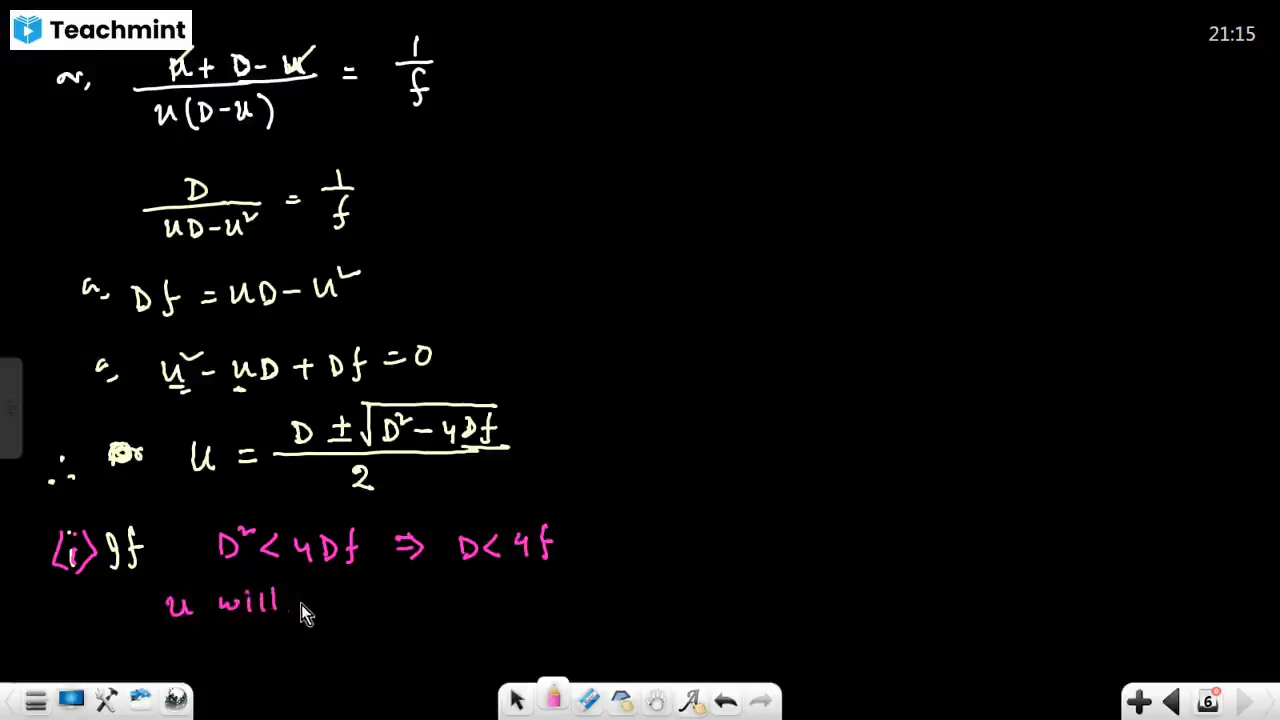 Teachmint
21:15
or, u + D - u / u(D-u) = 1/f
D / uD-u² = 1/f
or, Df = uD - u²
or, u² - uD + Df = 0
∴ u = D ± √D² - 4Df / 2
(i) If D² < 4Df ⇒ D < 4f
u will
6